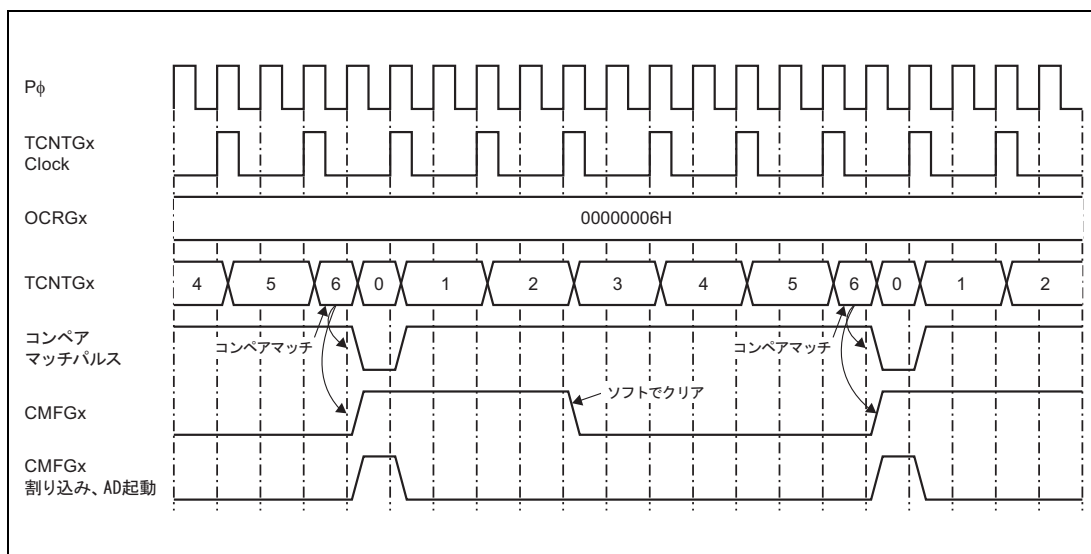 Pφ
TCNTGx
Clock
OCRGx
00000006H
TCNTGx
4 5 6 0 1 2 3 4 5 6 0 1 2
コンペア
マッチパルス
コンペアマッチ
コンペアマッチ
CMFGx
ソフトでクリア
CMFGx
割り込み、AD起動